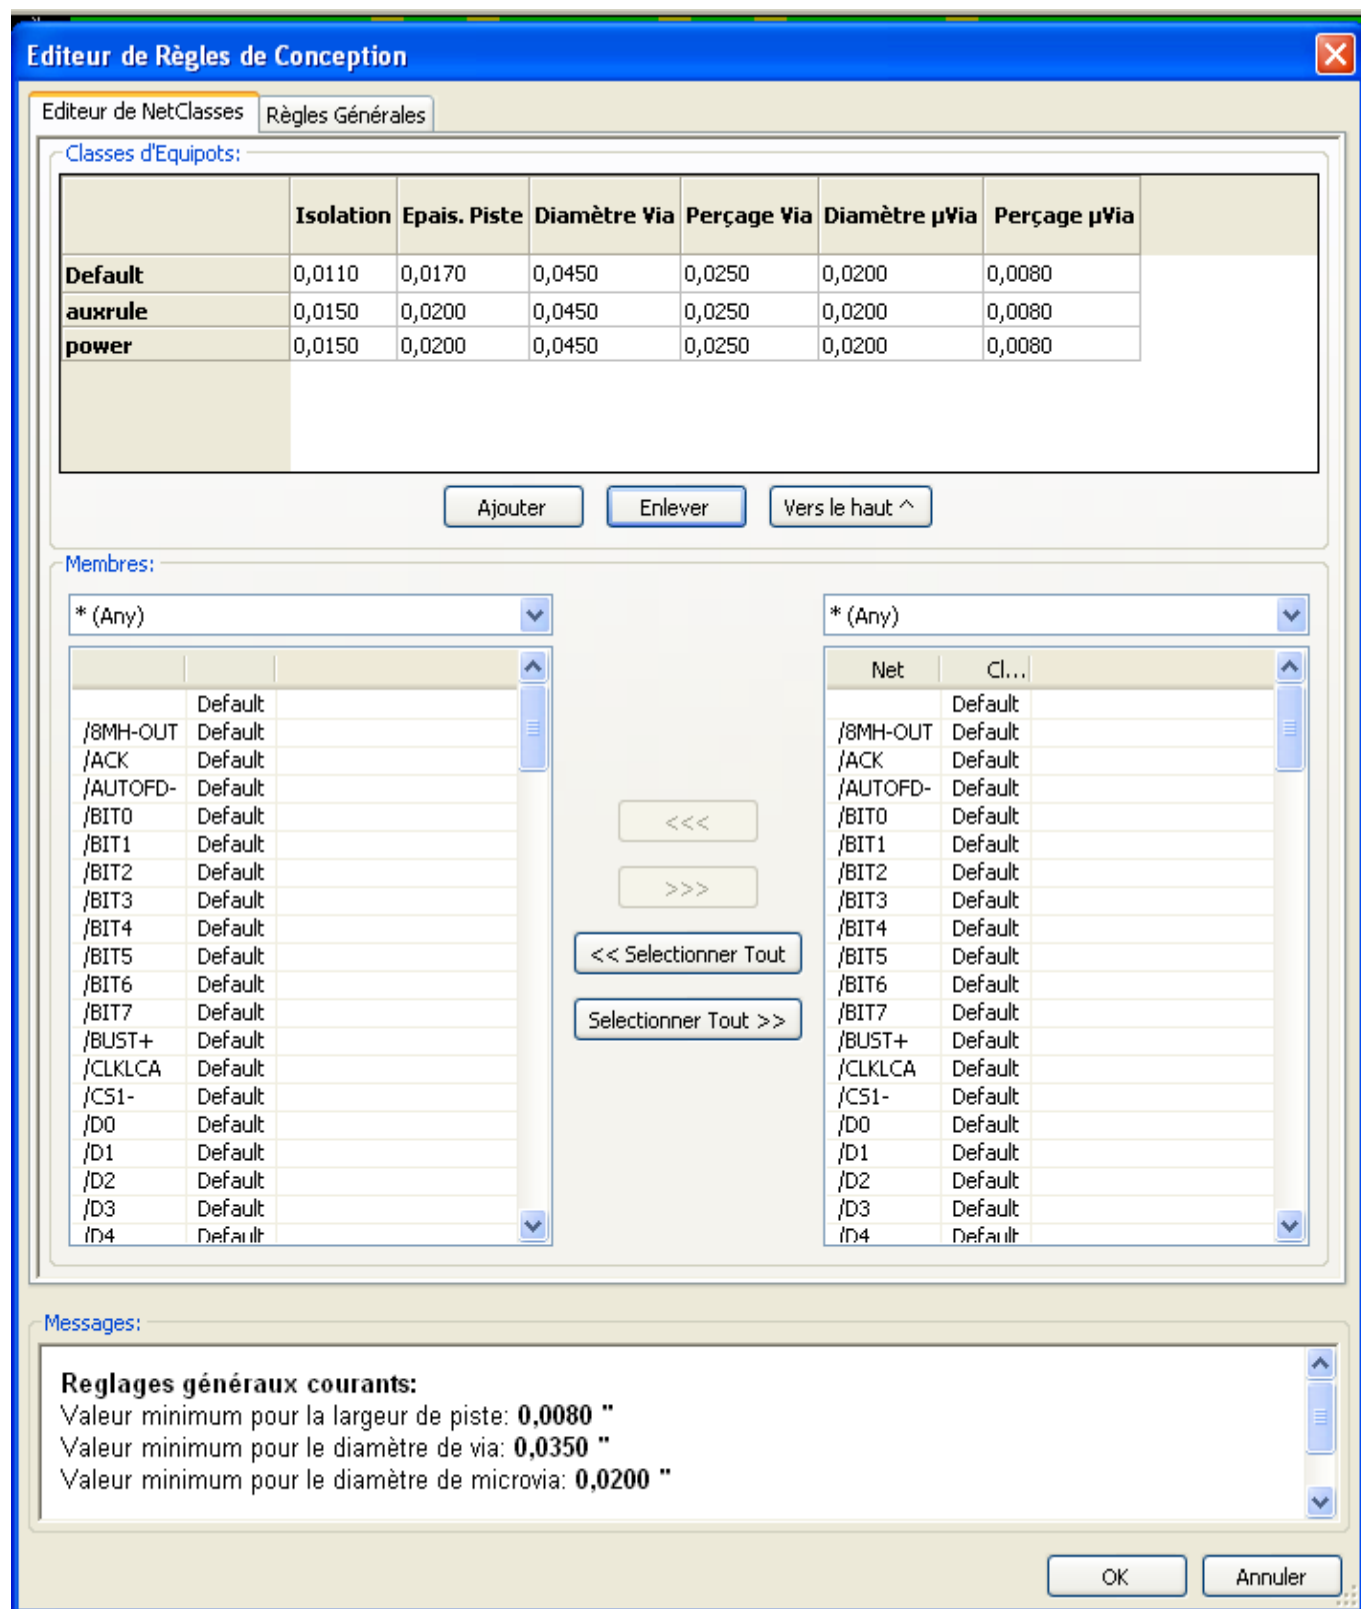 Editeur de Règles de Conception
Editeur de NetClasses Règles Générales
Classes d'Equipots:
Isolation Epais. Piste Diamètre Via Perçage Via Diamètre µVia Perçage µVia
Default 0,0110 0,0170 0,0450 0,0250 0,0200 0,0080
auxrule 0,0150 0,0200 0,0450 0,0250 0,0200 0,0080
power 0,0150 0,0200 0,0450 0,0250 0,0200 0,0080
Ajouter Enlever Vers le haut ^
Membres:
* (Any) * (Any)
Net Cl...
Default Default
/8MH-OUT Default /8MH-OUT Default
/ACK Default /ACK Default
/AUTOFD- Default /AUTOFD- Default
/BIT0 Default /BIT0 Default
<<<
/BIT1 Default /BIT1 Default
/BIT2 Default /BIT2 Default
/BIT3 Default /BIT3 Default
>>>
/BIT4 Default /BIT4 Default
/BIT5 Default << Selectionner Tout /BIT5 Default
/BIT6 Default /BIT6 Default
/BIT7 Default Selectionner Tout >> /BIT7 Default
/BUST+ Default /BUST+ Default
/CLKLCA Default /CLKLCA Default
/CS1- Default /CS1- Default
/D0 Default /D0 Default
/D1 Default /D1 Default
/D2 Default /D2 Default
/D3 Default /D3 Default
/D4 Default /D4 Default
Messages:
Reglages généraux courants:
Valeur minimum pour la largeur de piste: 0,0080 "
Valeur minimum pour le diamètre de via: 0,0350 "
Valeur minimum pour le diamètre de microvia: 0,0200 "
OK Annuler